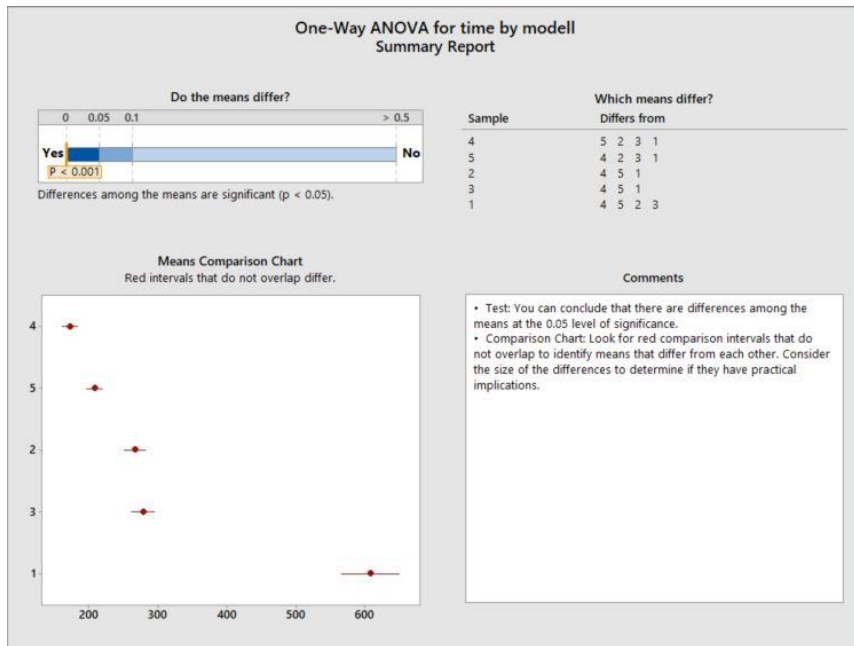 One-Way ANOVA for time by modell
Summary Report
Do the means differ?
0 0.05 0.1 > 0.5
Yes No
P < 0.001
Differences among the means are significant (p < 0.05).
Which means differ?
Sample Differs from
4 5 2 3 1
5 4 2 3 1
2 4 5 1
3 4 5 1
1 4 5 2 3
Means Comparison Chart
Red intervals that do not overlap differ.
4
5
2
3
1
200 300 400 500 600
Comments
• Test: You can conclude that there are differences among the
means at the 0.05 level of significance.
• Comparison Chart: Look for red comparison intervals that do
not overlap to identify means that differ from each other. Consider
the size of the differences to determine if they have practical
implications.